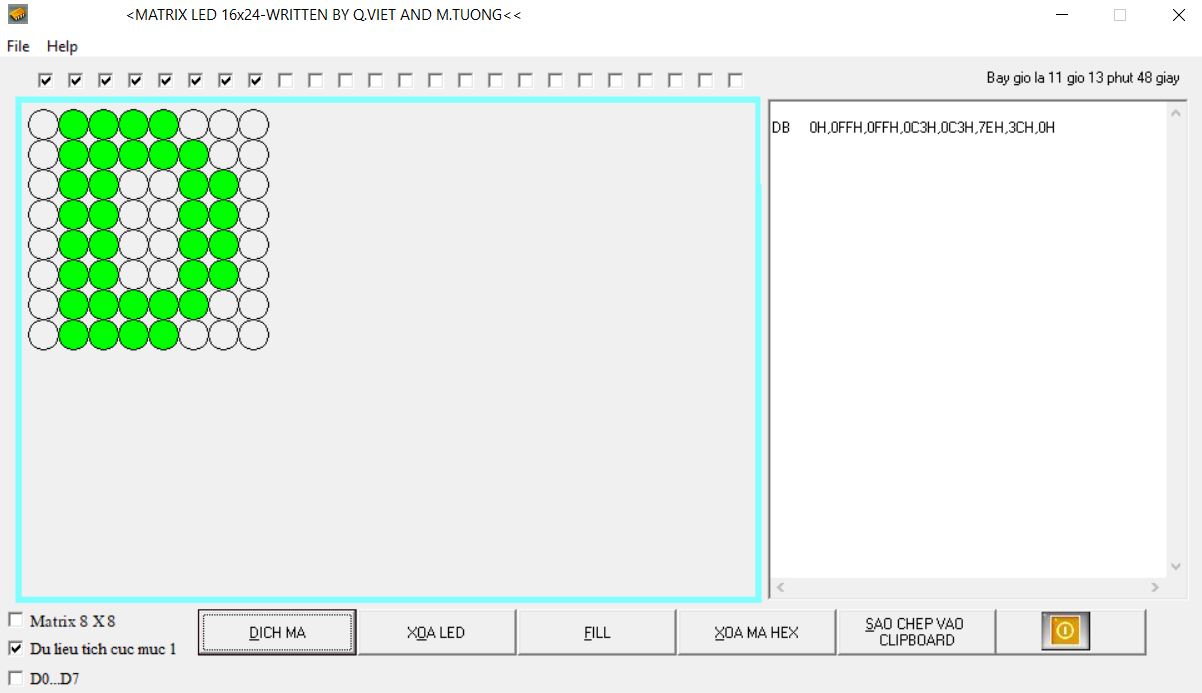 <MATRIX LED 16x24-WRITTEN BY Q.VIET AND M.TUONG<<
File Help
Bay gio la 11 gio 13 phut 48 giay
DB 0H,0FFH,0FFH,0C3H,0C3H,7EH,3CH,0H
Matrix 8 X 8
Du lieu tich cuc muc 1
D0...D7
DICH MA
XOA LED
FILL
XOA MA HEX
SAO CHEP VAO
CLIPBOARD